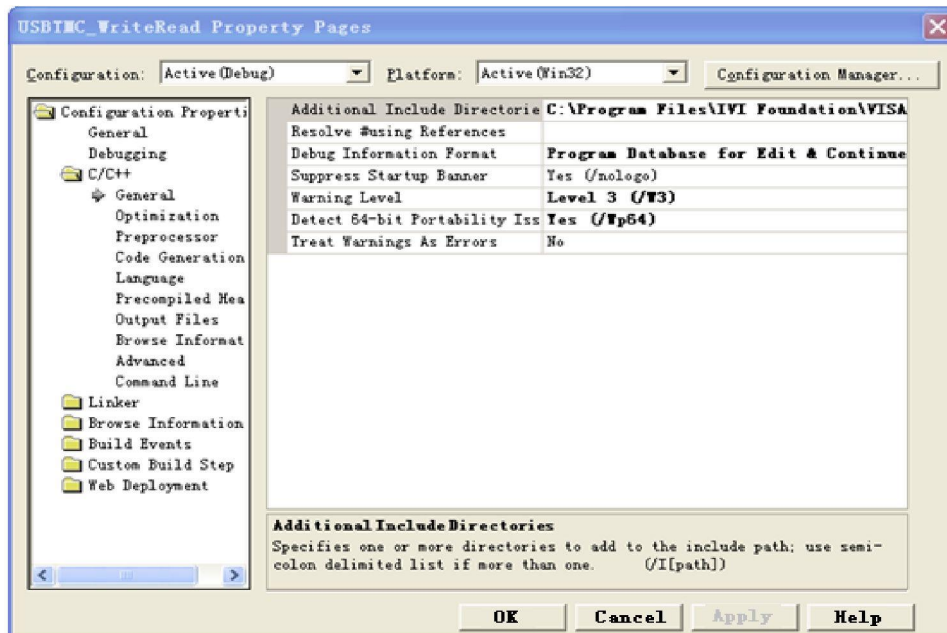 USBTMC_WriteRead Property Pages
Configuration: Active(Debug) Platform: Active(Win32) Configuration Manager...
Configuration Properti
General
Debugging
C/C++
General
Optimization
Preprocessor
Code Generation
Language
Precompiled Hea
Output Files
Browse Informat
Advanced
Command Line
Linker
Browse Information
Build Events
Custom Build Step
Web Deployment
Additional Include Directorie C:\Program Files\IVI Foundation\VISA
Resolve #using References
Debug Information Format Program Database for Edit & Continue
Suppress Startup Banner Yes (/nologo)
Warning Level Level 3 (/W3)
Detect 64-bit Portability Iss Yes (/Wp64)
Treat Warnings As Errors No
Additional Include Directories
Specifies one or more directories to add to the include path; use semi-
colon delimited list if more than one. (/I[path])
OK Cancel Apply Help